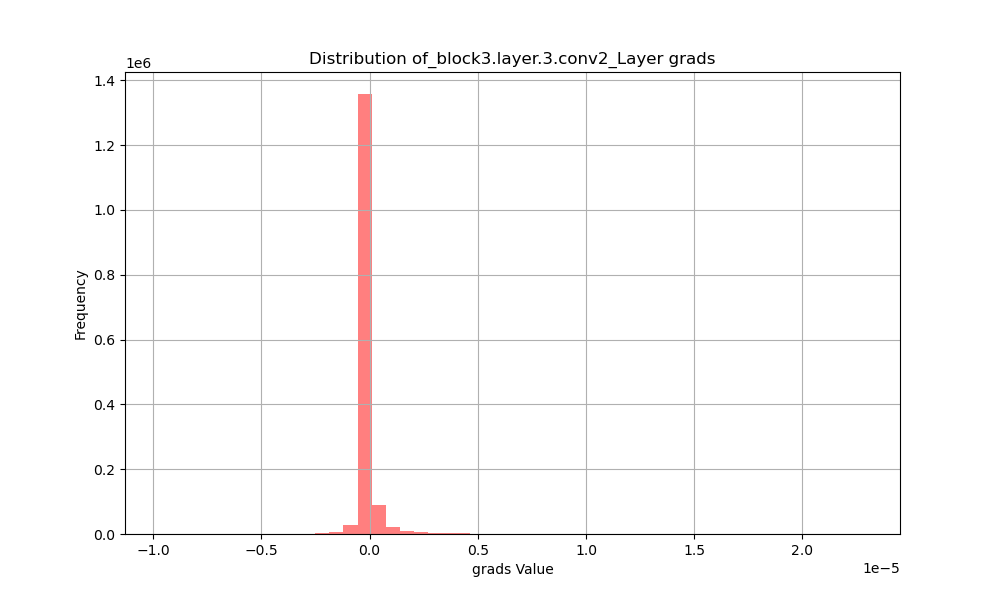 Distribution of_block3.layer.3.conv2_Layer grads
1e6
1.4
1.2
1.0
0.8
0.6
0.4
0.2
0.0
Frequency
−1.0 −0.5 0.0 0.5 1.0 1.5 2.0
grads Value
1e−5